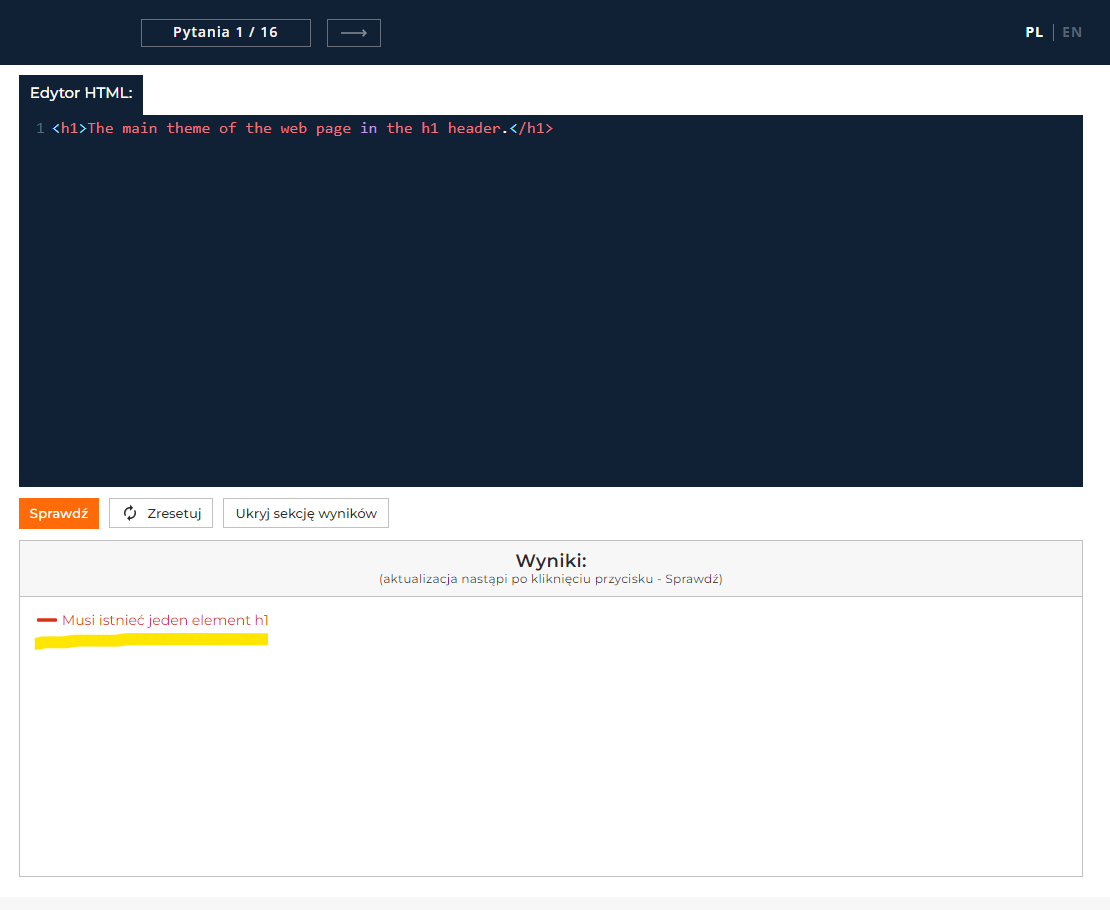 Pytania 1 / 16
PL | EN
Edytor HTML:
1 <h1>The main theme of the web page in the h1 header.</h1>
Sprawdź
Zresetuj
Ukryj sekcję wyników
Wyniki:
(aktualizacja nastąpi po kliknięciu przycisku - Sprawdź)
Musi istnieć jeden element h1